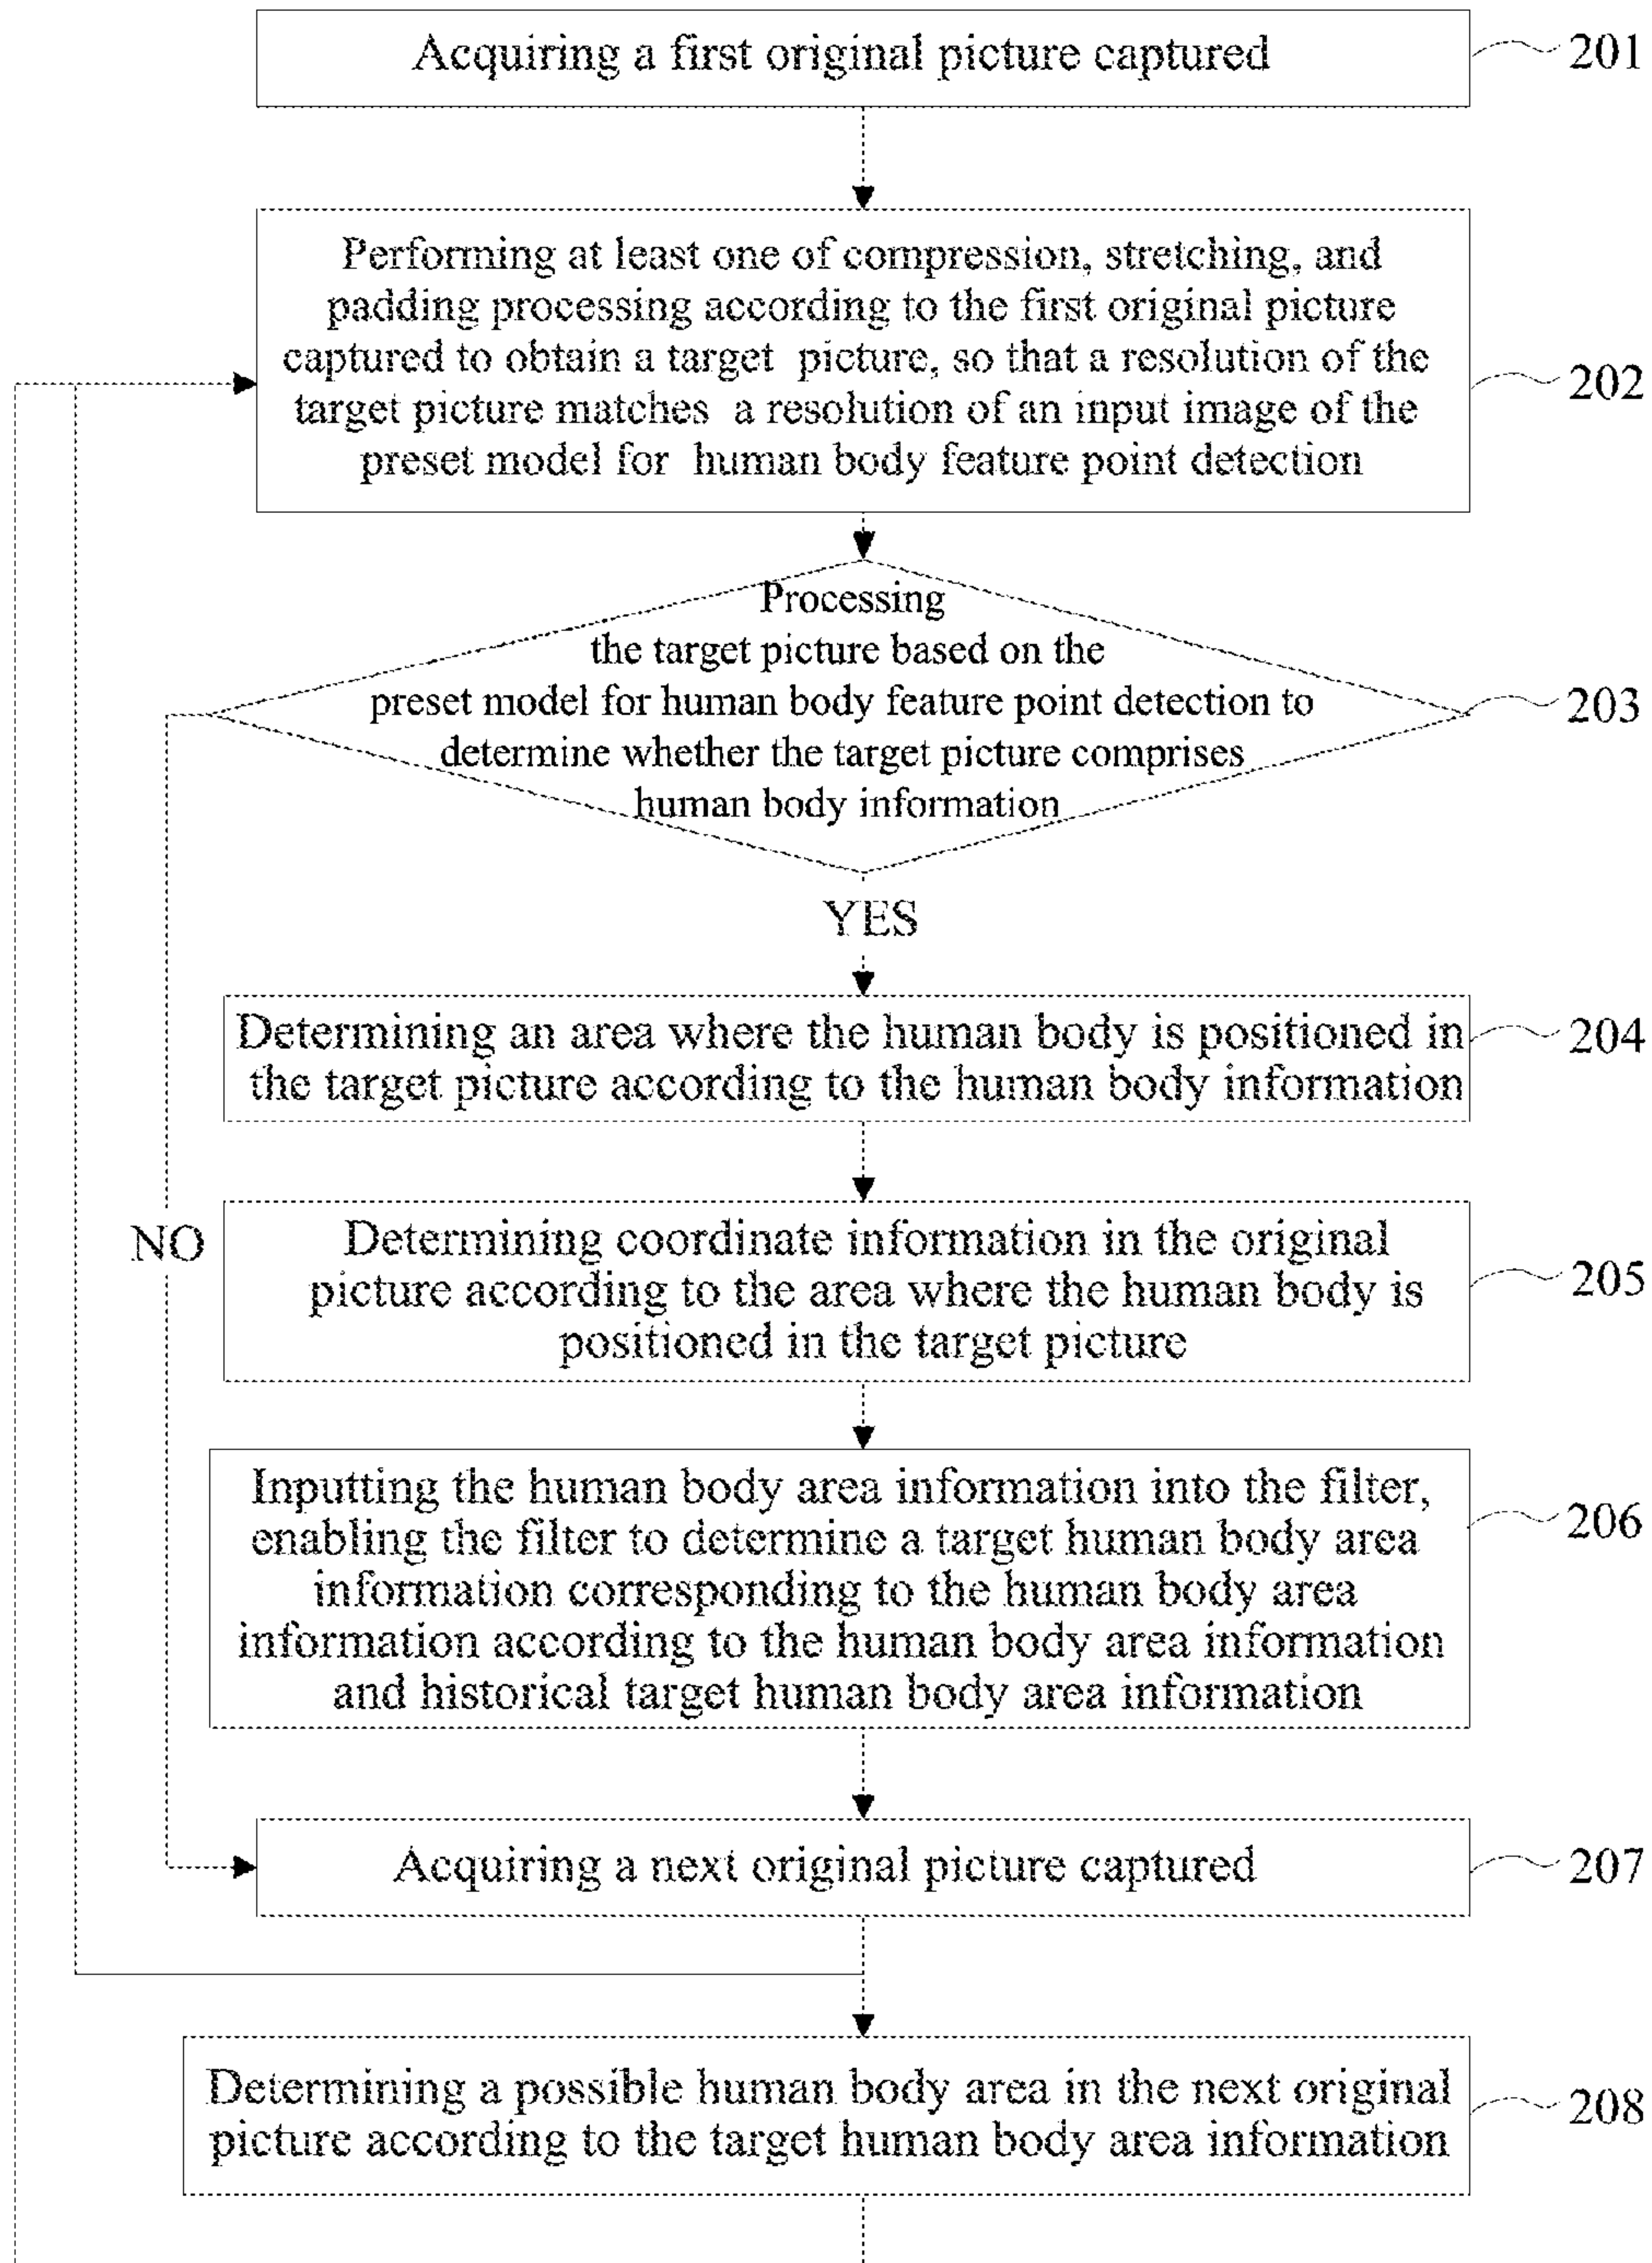 Acquiring a first original picture captured
201
Performing at least one of compression, stretching, and
padding processing according to the first original picture
captured to obtain a target picture, so that a resolution of the
target picture matches a resolution of an input image of the
preset model for human body feature point detection
202
Processing
the target picture based on the
preset model for human body feature point detection to
determine whether the target picture comprises
human body information
203
YES
Determining an area where the human body is positioned in
the target picture according to the human body information
204
NO
Determining coordinate information in the original
picture according to the area where the human body is
positioned in the target picture
205
Inputting the human body area information into the filter,
enabling the filter to determine a target human body area
information corresponding to the human body area
information according to the human body area information
and historical target human body area information
206
Acquiring a next original picture captured
207
Determining a possible human body area in the next original
picture according to the target human body area information
208